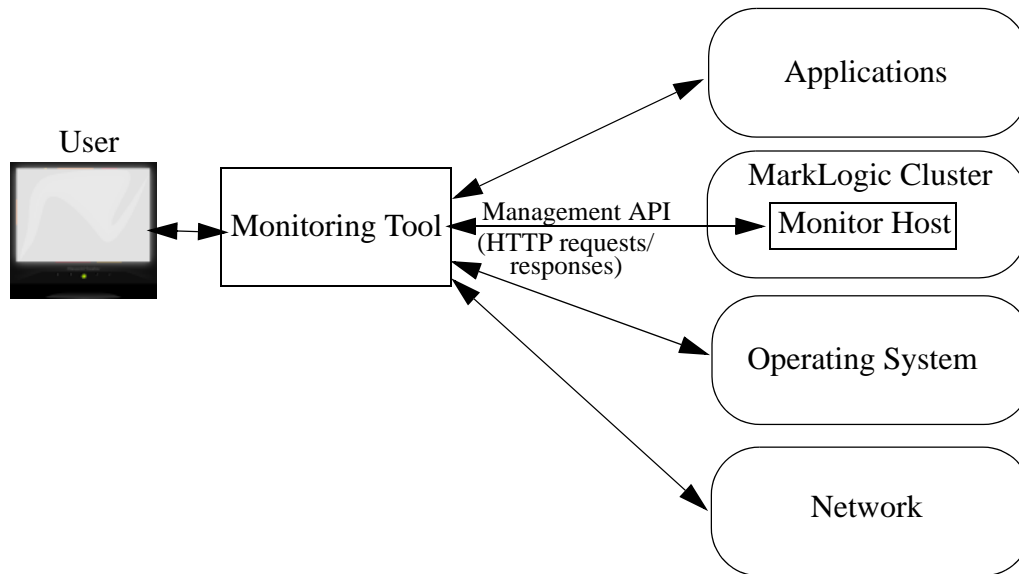 User
Monitoring Tool
Management API
(HTTP requests/
responses)
Applications
MarkLogic Cluster
Monitor Host
Operating System
Network